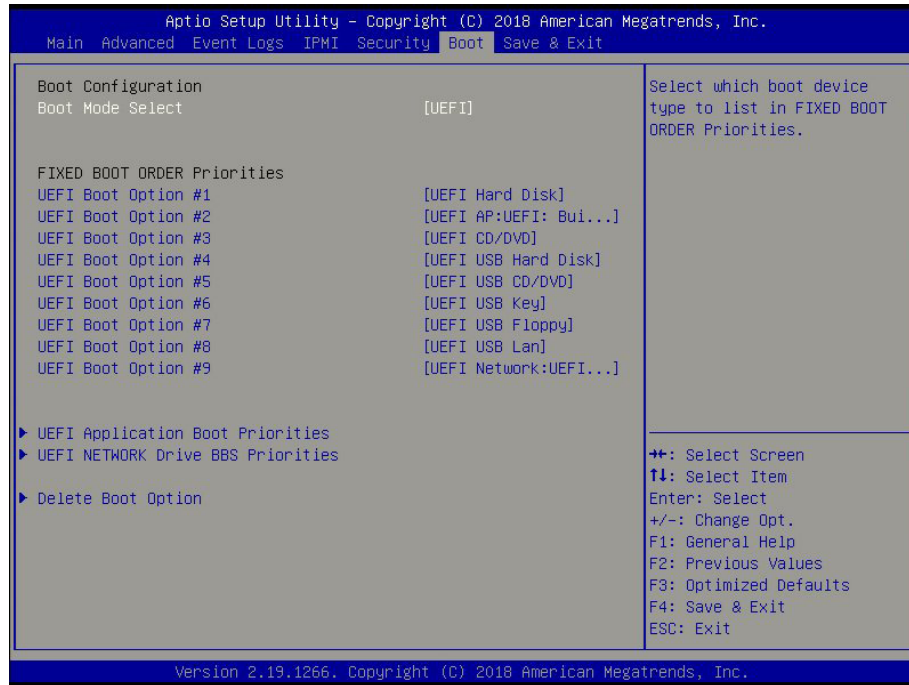 Aptio Setup Utility – Copyright (C) 2018 American Megatrends, Inc.
Main Advanced Event Logs IPMI Security Boot Save & Exit
Boot Configuration
Boot Mode Select [UEFI]
FIXED BOOT ORDER Priorities
UEFI Boot Option #1 [UEFI Hard Disk]
UEFI Boot Option #2 [UEFI AP:UEFI: Bui...]
UEFI Boot Option #3 [UEFI CD/DVD]
UEFI Boot Option #4 [UEFI USB Hard Disk]
UEFI Boot Option #5 [UEFI USB CD/DVD]
UEFI Boot Option #6 [UEFI USB Key]
UEFI Boot Option #7 [UEFI USB Floppy]
UEFI Boot Option #8 [UEFI USB Lan]
UEFI Boot Option #9 [UEFI Network:UEFI...]
UEFI Application Boot Priorities
UEFI NETWORK Drive BBS Priorities
Delete Boot Option
Select which boot device
type to list in FIXED BOOT
ORDER Priorities.
→←: Select Screen
↑↓: Select Item
Enter: Select
+/-: Change Opt.
F1: General Help
F2: Previous Values
F3: Optimized Defaults
F4: Save & Exit
ESC: Exit
Version 2.19.1266. Copyright (C) 2018 American Megatrends, Inc.